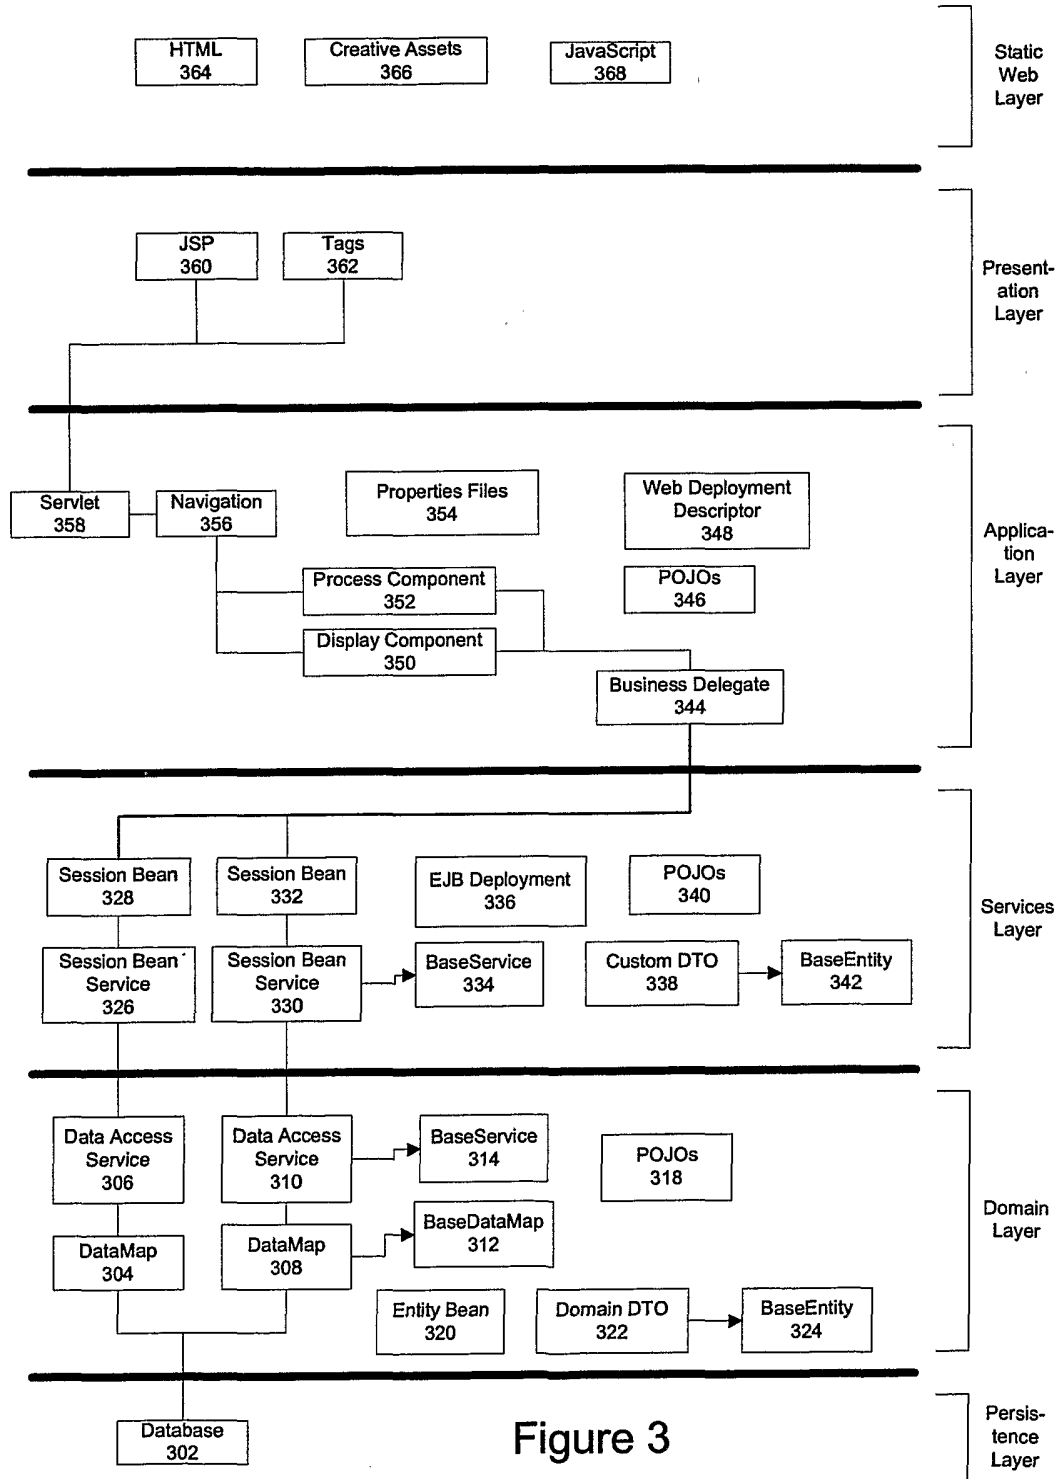 HTML
364
Creative Assets
366
JavaScript
368
Static
Web
Layer
JSP
360
Tags
362
Present-
ation
Layer
Servlet
358
Navigation
356
Properties Files
354
Web Deployment
Descriptor
348
Process Component
352
POJOs
346
Display Component
350
Business Delegate
344
Applica-
tion
Layer
Session Bean
328
Session Bean
332
EJB Deployment
336
POJOs
340
Session Bean
Service
326
Session Bean
Service
330
BaseService
334
Custom DTO
338
BaseEntity
342
Services
Layer
Data Access
Service
306
Data Access
Service
310
BaseService
314
POJOs
318
DataMap
304
DataMap
308
BaseDataMap
312
Entity Bean
320
Domain DTO
322
BaseEntity
324
Domain
Layer
Database
302
Figure 3
Persis-
tence
Layer